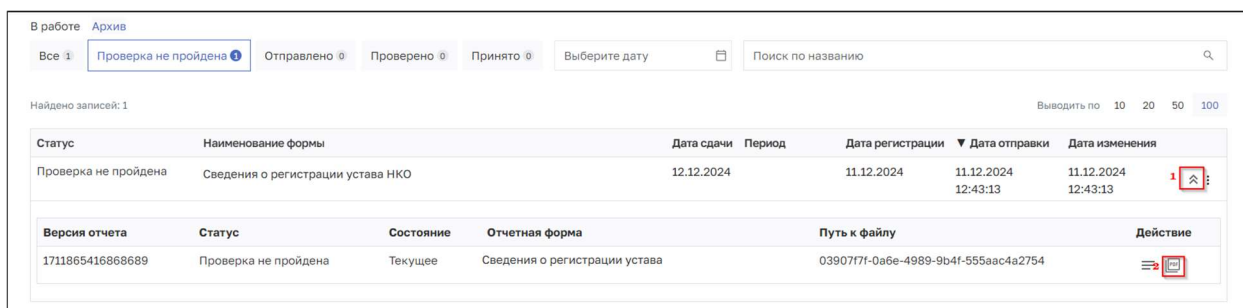 В работе Архив
Все 1 Проверка не пройдена 1 Отправлено 0 Проверено 0 Принято 0 Выберите дату Поиск по названию
Найдено записей: 1 Выводить по 10 20 50 100
Статус Наименование формы Дата сдачи Период Дата регистрации ▼ Дата отправки Дата изменения
Проверка не пройдена Сведения о регистрации устава НКО 12.12.2024 11.12.2024 11.12.2024 11.12.2024 1
12:43:13 12:43:13
Версия отчета Статус Состояние Отчетная форма Путь к файлу Действие
1711865416868689 Проверка не пройдена Текущее Сведения о регистрации устава 03907f7f-0a6e-4989-9b4f-555aac4a2754 2 PDF